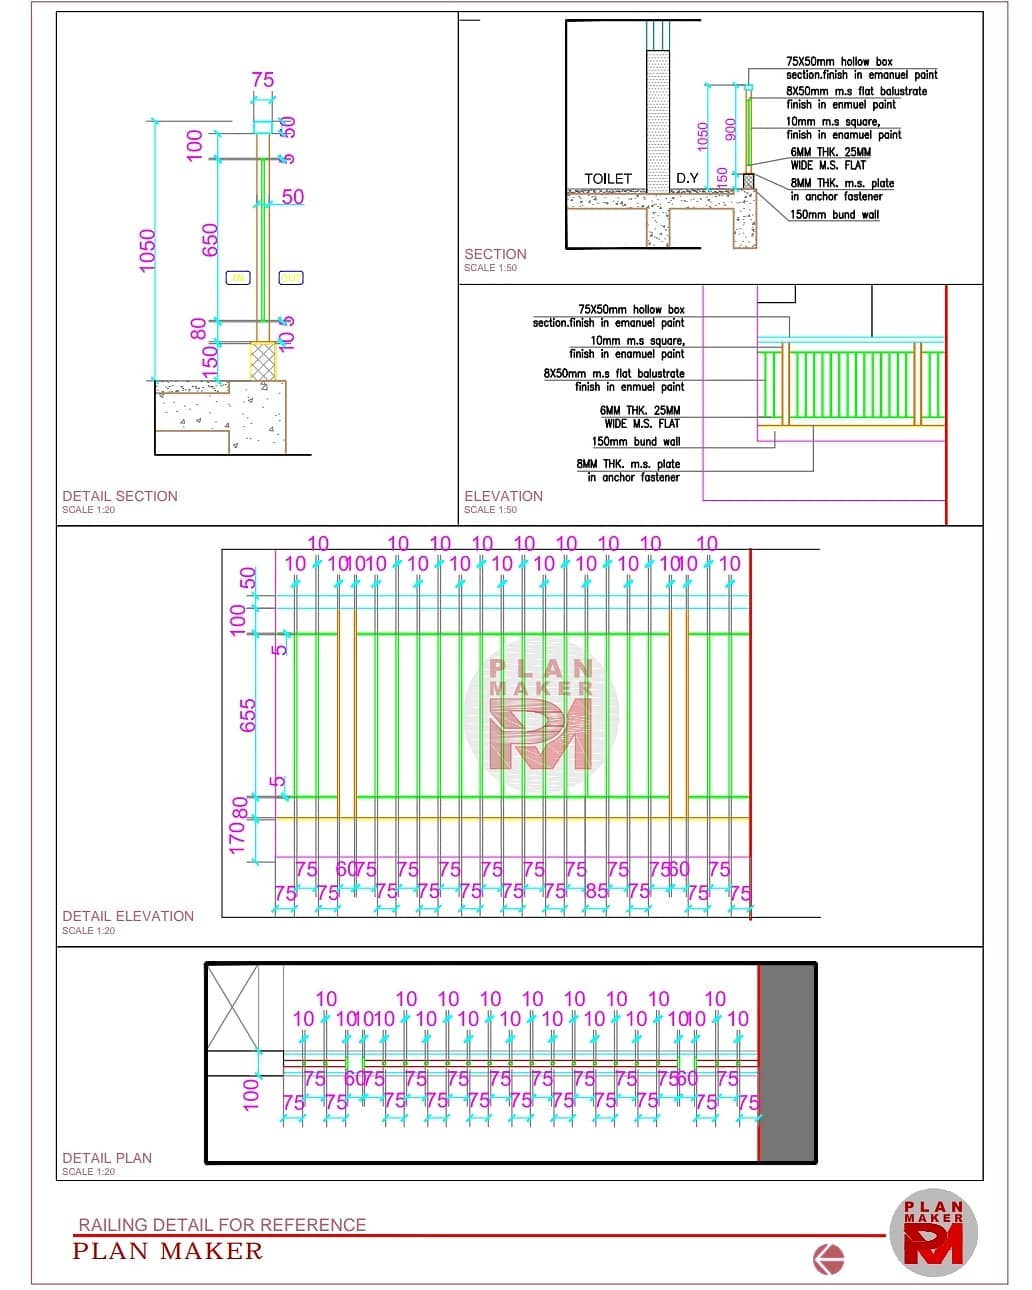 75
50
100
5
50
1050
650
IN
OUT
80
5
10
150
DETAIL SECTION
SCALE 1:20
75X50mm hollow box
section.finish in emanuel paint
8X50mm m.s flat balustrate
finish in enmuel paint
10mm m.s square,
finish in enamuel paint
6MM THK. 25MM
WIDE M.S. FLAT
8MM THK. m.s. plate
in anchor fastener
150mm bund wall
1050
900
150
TOILET
D.Y
SECTION
SCALE 1:50
75X50mm hollow box
section.finish in emanuel paint
10mm m.s square,
finish in enamuel paint
8X50mm m.s flat balustrate
finish in enmuel paint
6MM THK. 25MM
WIDE M.S. FLAT
150mm bund wall
8MM THK. m.s. plate
in anchor fastener
ELEVATION
SCALE 1:50
10 10 10 10 10 10 10 10 10
10 10 10 10 10 10 10 10 10 10 10 10 10
50
100
5
655
5
80
170
PLAN
MAKER
PM
75 60 75 75 75 75 75 75 75 60 75
75 75 75 75 75 75 75 85 75 75 75
DETAIL ELEVATION
SCALE 1:20
10 10 10 10 10 10 10 10 10
10 10 10 10 10 10 10 10 10 10 10 10 10
75 60 75 75 75 75 75 75 75 60 75
75 75 75 75 75 75 75 75 75 75 75
100
DETAIL PLAN
SCALE 1:20
RAILING DETAIL FOR REFERENCE
PLAN MAKER
PLAN
MAKER
PM